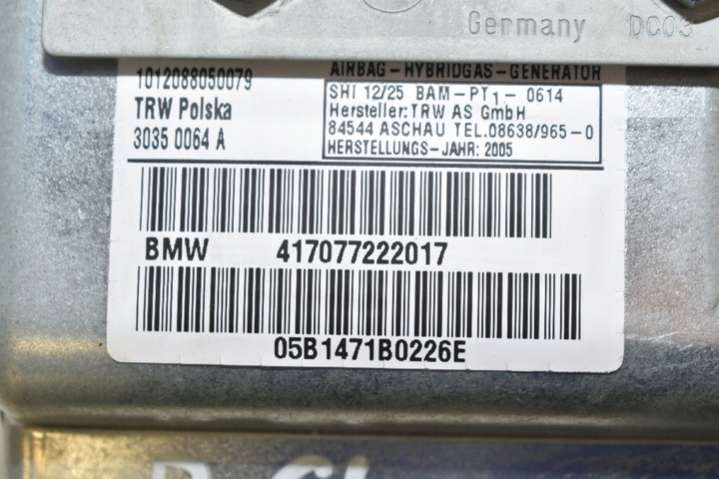 Germany DC03
1012088050079
TRW Polska
3035 0064 A
AIRBAG-HYBRIDGAS-GENERATOR
SHI 12/25 BAM-PT1-0614
Hersteller:TRW AS GmbH
84544 ASCHAU TEL.08638/965-0
HERSTELLUNGS-JAHR: 2005
BMW 417077222017
05B1471B0226E